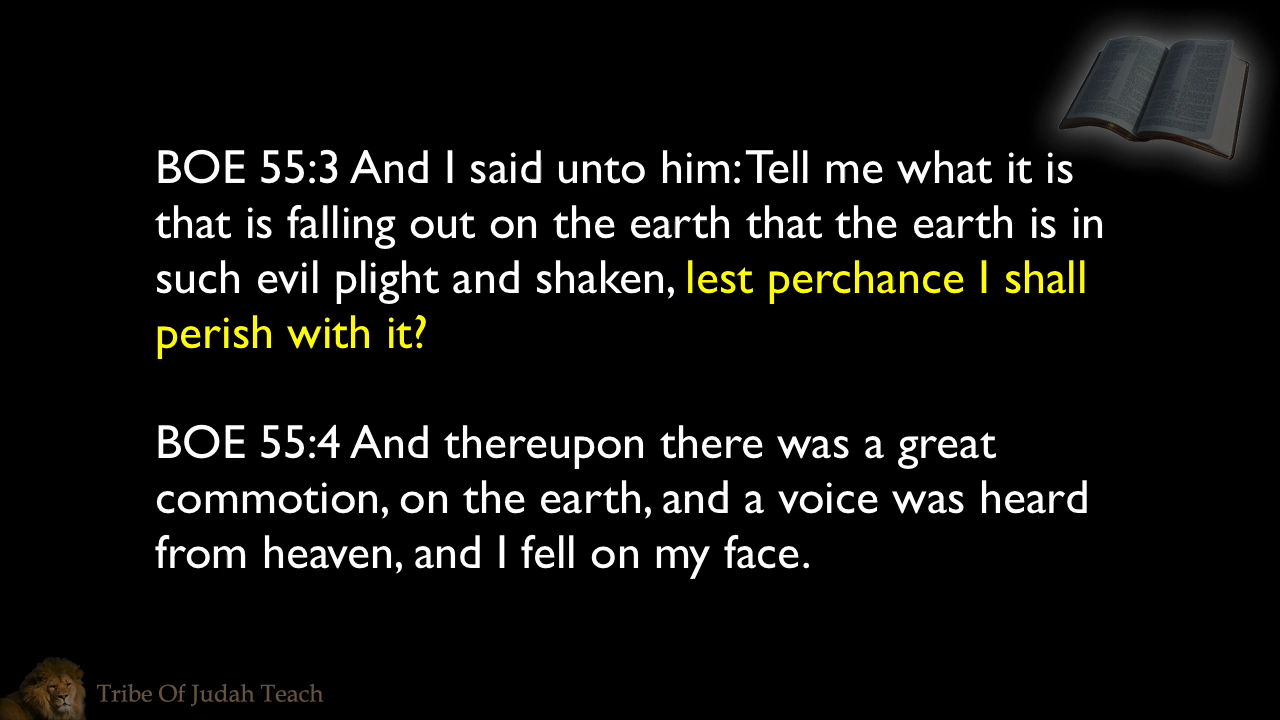 BOE 55:3 And I said unto him: Tell me what it is
that is falling out on the earth that the earth is in
such evil plight and shaken, lest perchance I shall
perish with it?
BOE 55:4 And thereupon there was a great
commotion, on the earth, and a voice was heard
from heaven, and I fell on my face.
Tribe Of Judah Teach